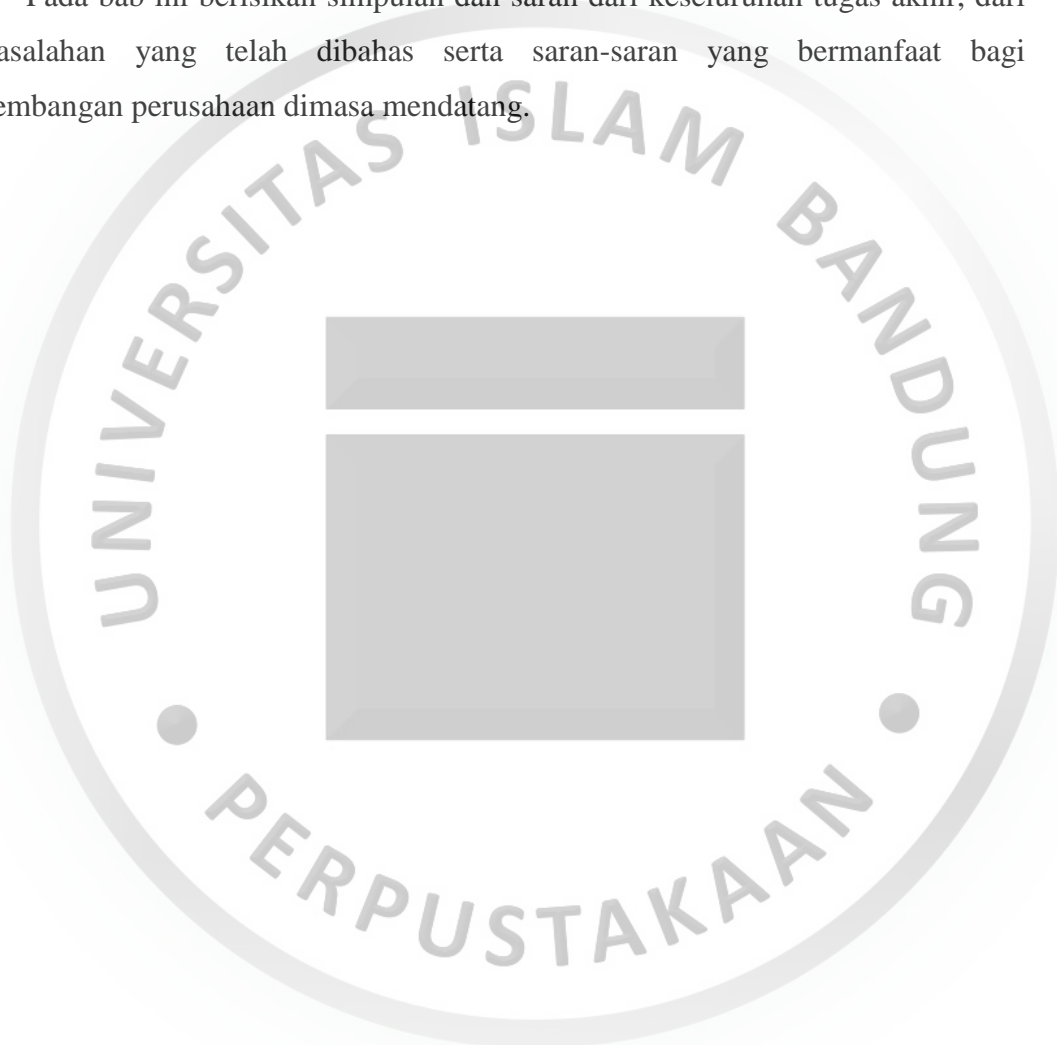 Pada bab ini berisikan simpulan dan saran dari keseluruhan tugas akhir, dari
asalahan yang telah dibahas serta saran-saran yang bermanfaat bagi
embangan perusahaan dimasa mendatang.
UNIVERSITAS ISLAM BANDUNG
PERPUSTAKAAN